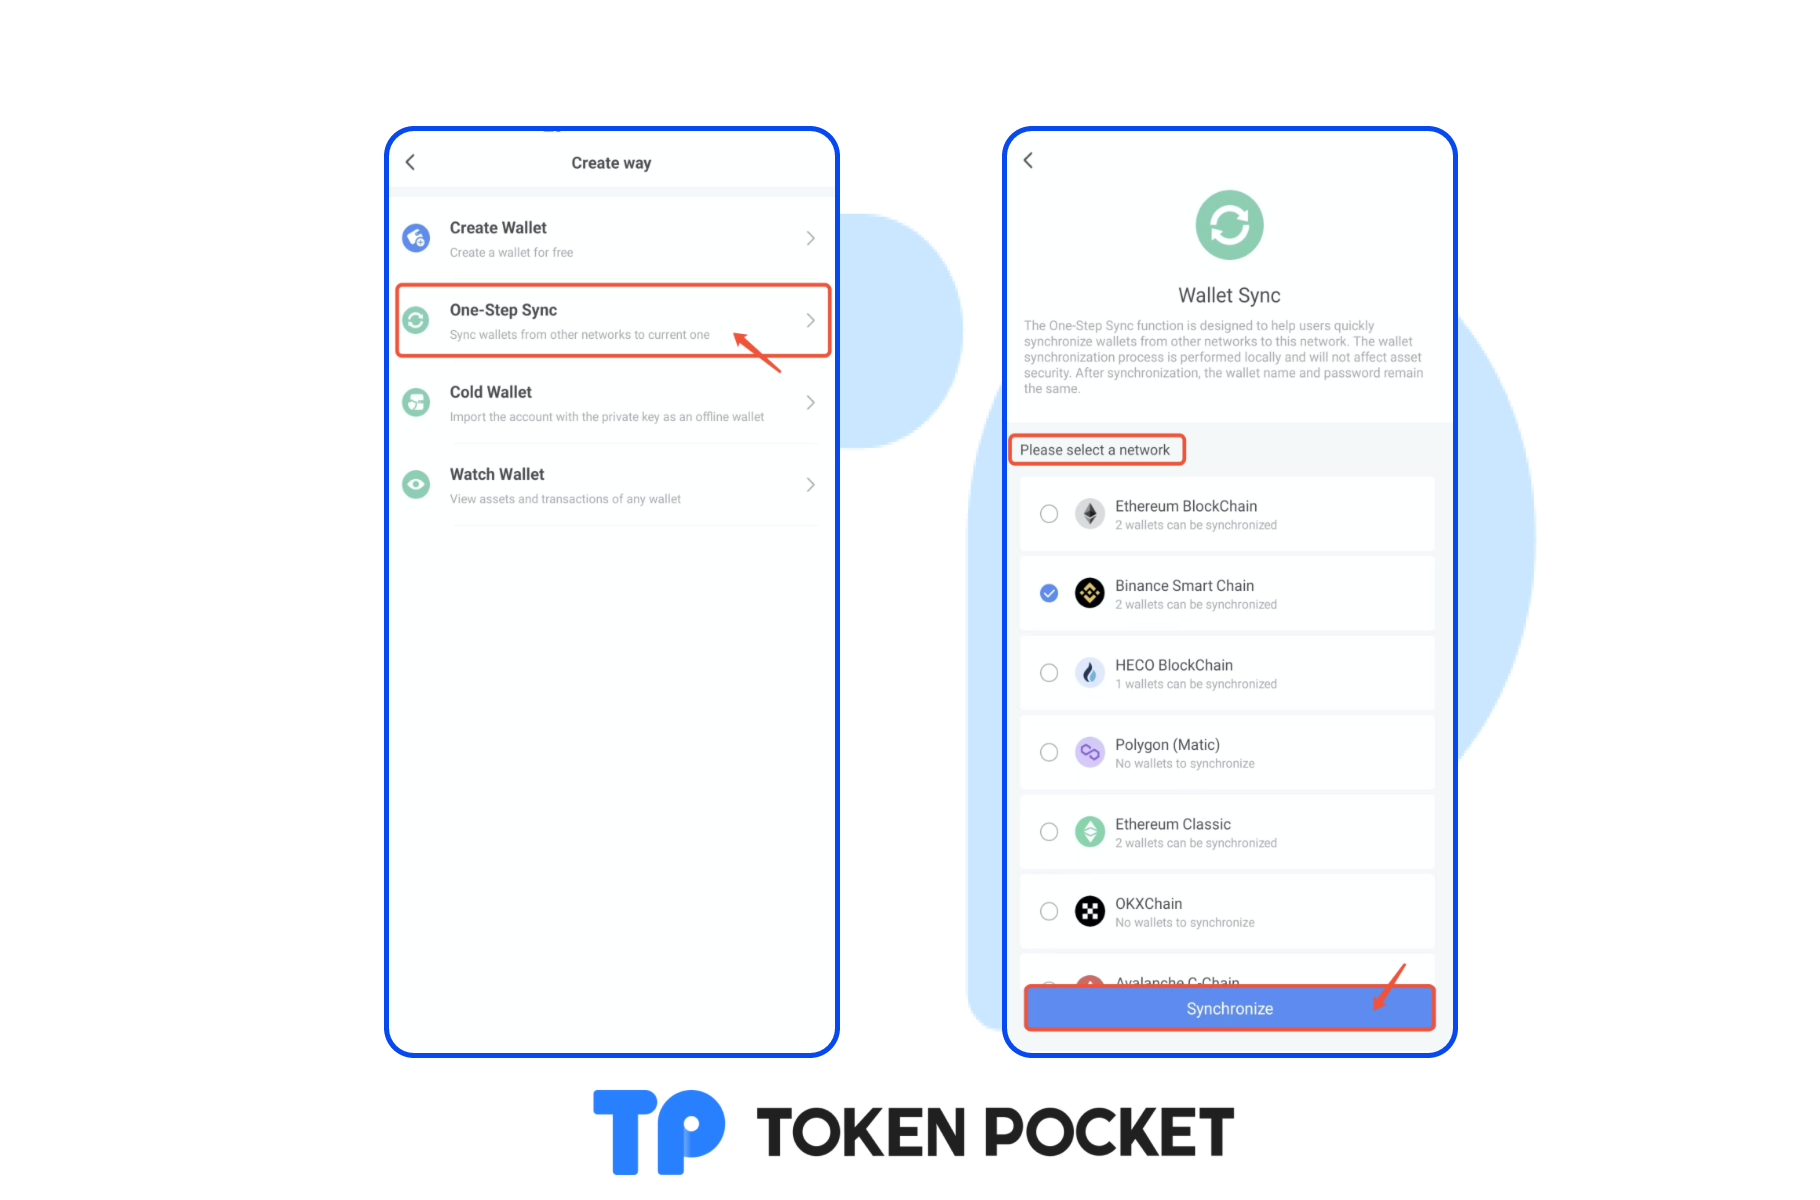 Create way
Create Wallet
Create a wallet for free
One-Step Sync
Sync wallets from other networks to current one
Cold Wallet
Import the account with the private key as an offline wallet
Watch Wallet
View assets and transactions of any wallet
Wallet Sync
The One-Step Sync function is designed to help users quickly
synchronize wallets from other networks to this network. The wallet
synchronization process is performed locally and will not affect asset
security. After synchronization, the wallet name and password remain
the same.
Please select a network
Ethereum BlockChain
2 wallets can be synchronized
Binance Smart Chain
2 wallets can be synchronized
HECO BlockChain
1 wallets can be synchronized
Polygon (Matic)
No wallets to synchronize
Ethereum Classic
2 wallets can be synchronized
OKXChain
No wallets to synchronize
Avalanche C-Chain
Synchronize
TP TOKEN POCKET